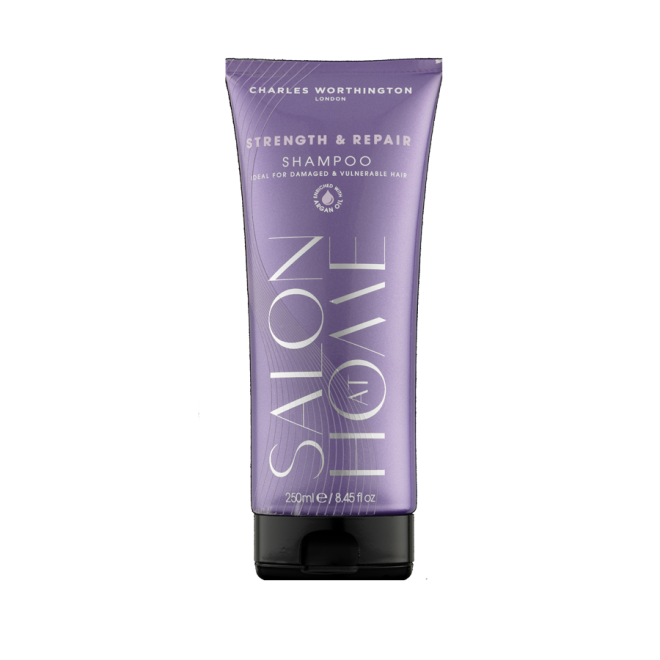 CHARLES WORTHINGTON
LONDON
STRENGTH & REPAIR
SHAMPOO
IDEAL FOR DAMAGED & VULNERABLE HAIR
ENRICHED WITH
ARGAN OIL
SALON
AT
HOME
250ml ℮ / 8.45 fl oz